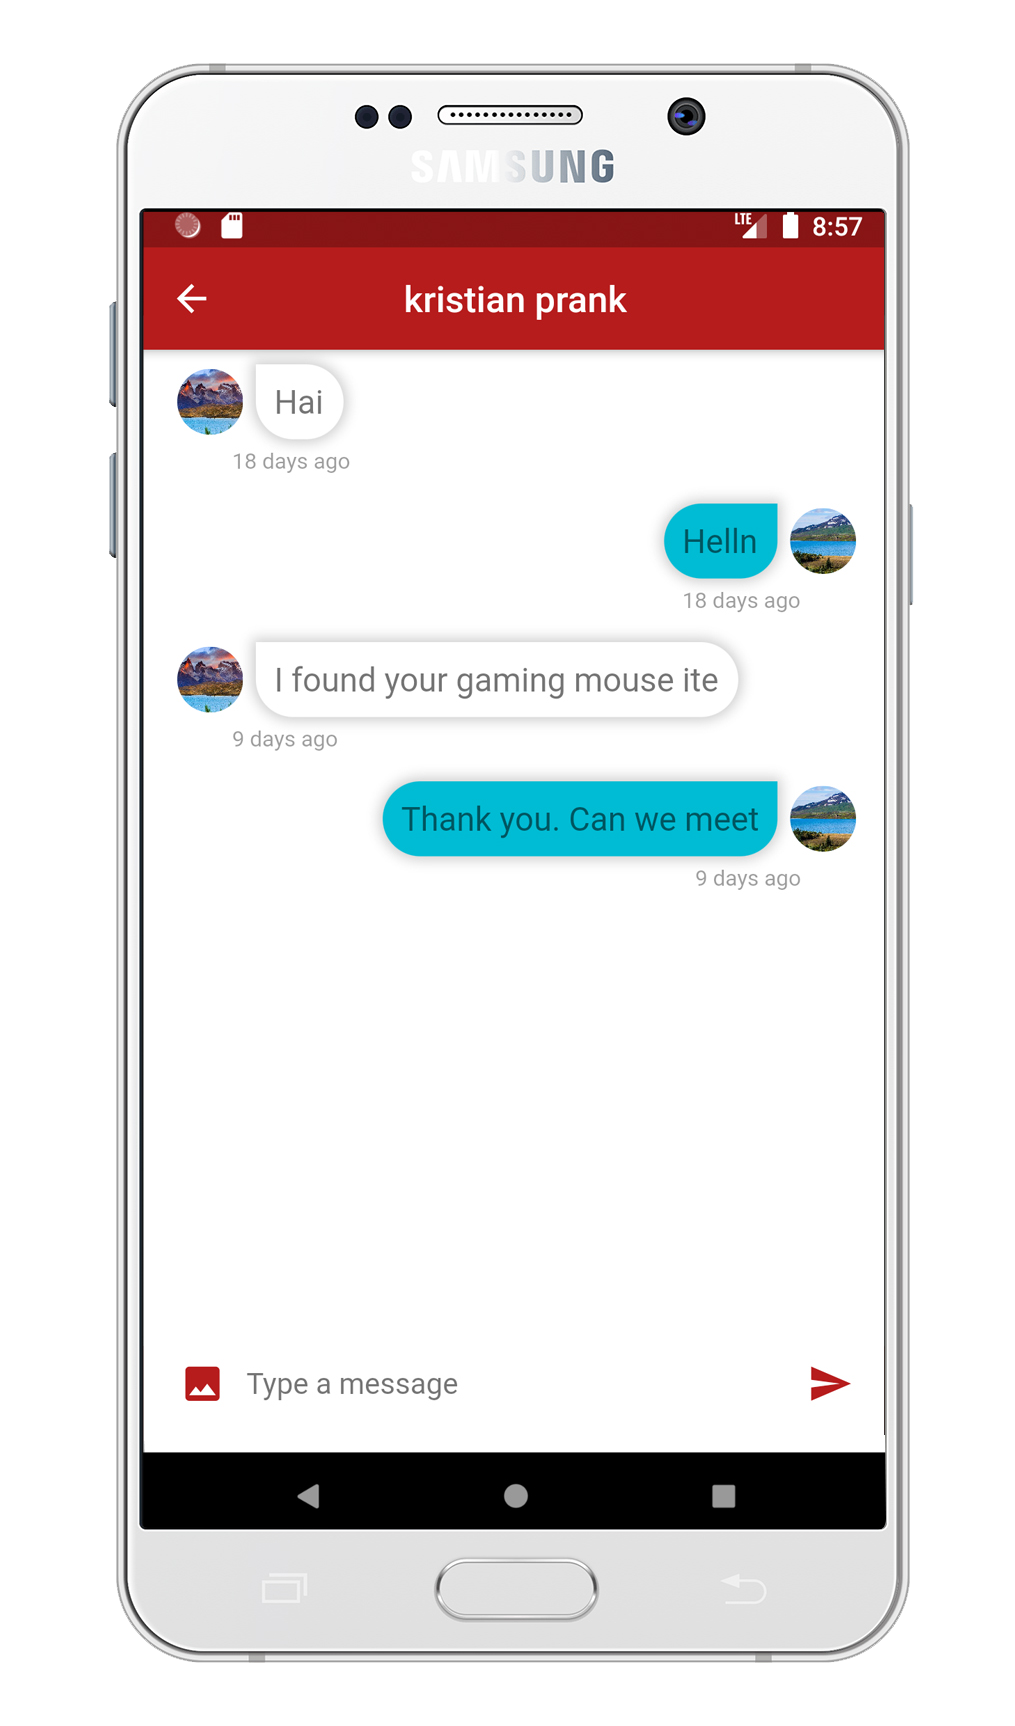 SAMSUNG
LTE 8:57
kristian prank
Hai
18 days ago
Helln
18 days ago
I found your gaming mouse ite
9 days ago
Thank you. Can we meet
9 days ago
Type a message